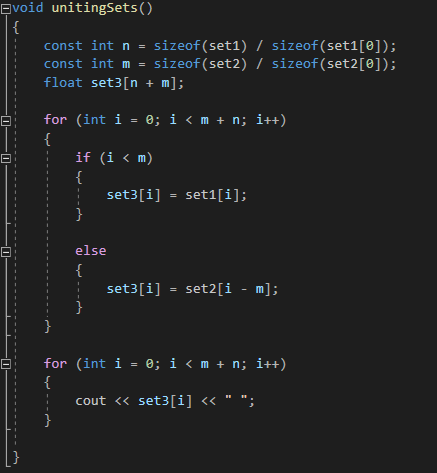 void unitingSets()
{
const int n = sizeof(set1) / sizeof(set1[0]);
const int m = sizeof(set2) / sizeof(set2[0]);
float set3[n + m];
for (int i = 0; i < m + n; i++)
{
if (i < m)
{
set3[i] = set1[i];
}
else
{
set3[i] = set2[i - m];
}
}
for (int i = 0; i < m + n; i++)
{
cout << set3[i] << " ";
}
}